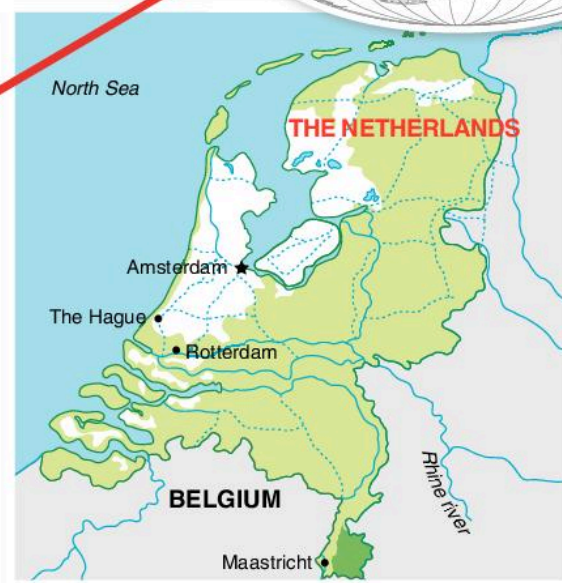 North Sea
THE NETHERLANDS
Amsterdam
The Hague
Rotterdam
Rhine river
BELGIUM
Maastricht